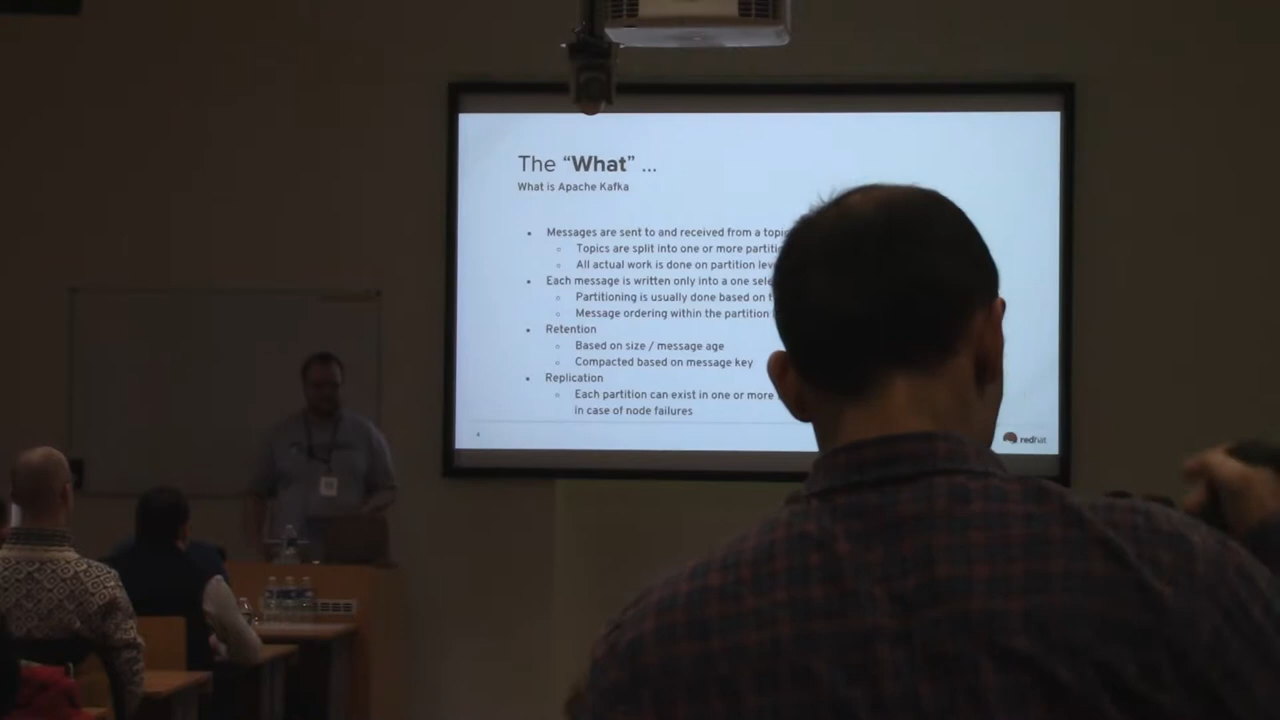 The “What” ...
What is Apache Kafka
• Messages are sent to and received from a
○ Topics are split into one or more
○ All actual work is done on partition
• Each message is written only into a one
○ Partitioning is usually done based on
○ Message ordering within the partition
• Retention
○ Based on size / message age
○ Compacted based on message key
• Replication
○ Each partition can exist in one or more
in case of node failures
4
redhat